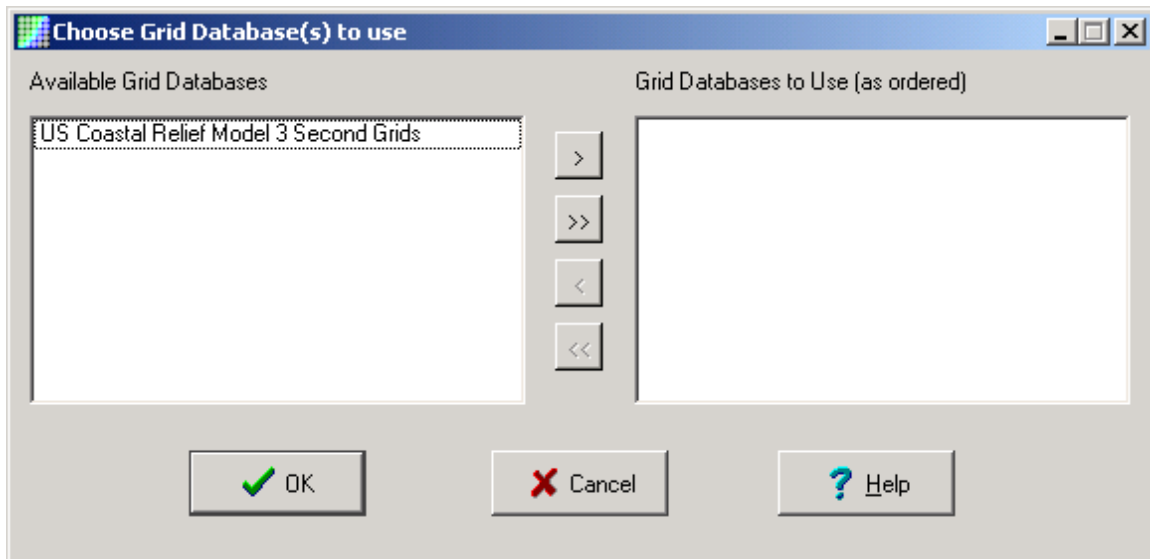 Choose Grid Database(s) to use
Available Grid Databases
Grid Databases to Use (as ordered)
US Coastal Relief Model 3 Second Grids
>
>>
<
<<
OK
Cancel
Help